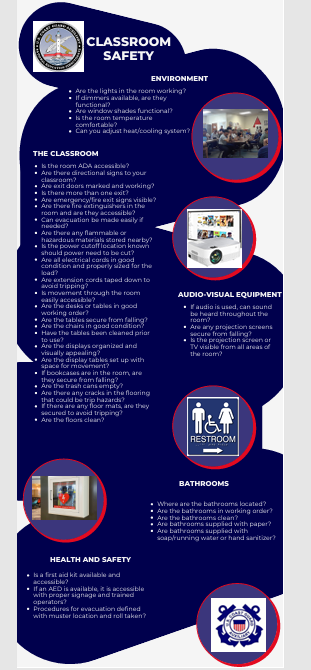 CLASSROOM
SAFETY
ENVIRONMENT
Are the lights in the room working?
If dimmers available, are they
functional?
Are window shades functional?
Is the room temperature
comfortable?
Can you adjust heat/cooling system?
THE CLASSROOM
Is the room ADA accessible?
Are there directional signs to your
classroom?
Are exit doors marked and working?
Is there more than one exit?
Are emergency/fire exit signs visible?
Are there fire extinguishers in the
room and are they accessible?
Can evacuation be made easily if
needed?
Are there any flammable or
hazardous materials stored nearby?
Is the power cutoff location known
should power need to be cut?
Are all electrical cords in good
condition and properly sized for the
load?
Are extension cords taped down to
avoid tripping?
Is movement through the room
easily accessible?
Are the desks or tables in good
working order?
Are the tables secure from falling?
Are the chairs in good condition?
Have the tables been cleaned prior
to use?
Are the displays organized and
visually appealing?
Are the display tables set up with
space for movement?
If bookcases are in the room, are
they secure from falling?
Are the trash cans empty?
Are there any cracks in the flooring
that could be trip hazards?
If there are any floor mats, are they
secured to avoid tripping?
Are the floors clean?
AUDIO-VISUAL EQUIPMENT
If audio is used, can sound
be heard throughout the
room?
Are any projection screens
secure from falling?
Is the projection screen or
TV visible from all areas of
the room?
RESTROOM
BATHROOMS
Where are the bathrooms located?
Are the bathrooms in working order?
Are the bathrooms clean?
Are bathrooms supplied with paper?
Are bathrooms supplied with
soap/running water or hand sanitizer?
HEALTH AND SAFETY
Is a first aid kit available and
accessible?
If an AED is available, it is accessible
with proper signage and trained
operators?
Procedures for evacuation defined
with muster location and roll taken?